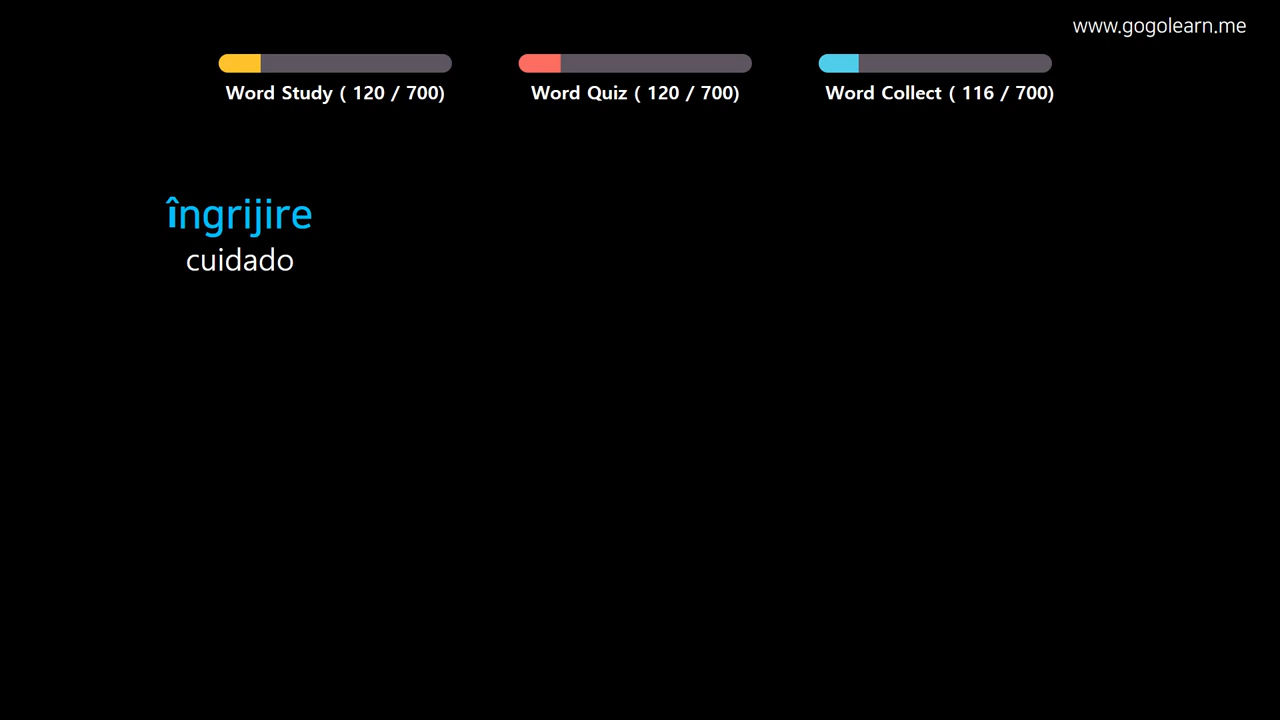 www.gogolearn.me
Word Study ( 120 / 700)
Word Quiz ( 120 / 700)
Word Collect ( 116 / 700)
îngrijire
cuidado